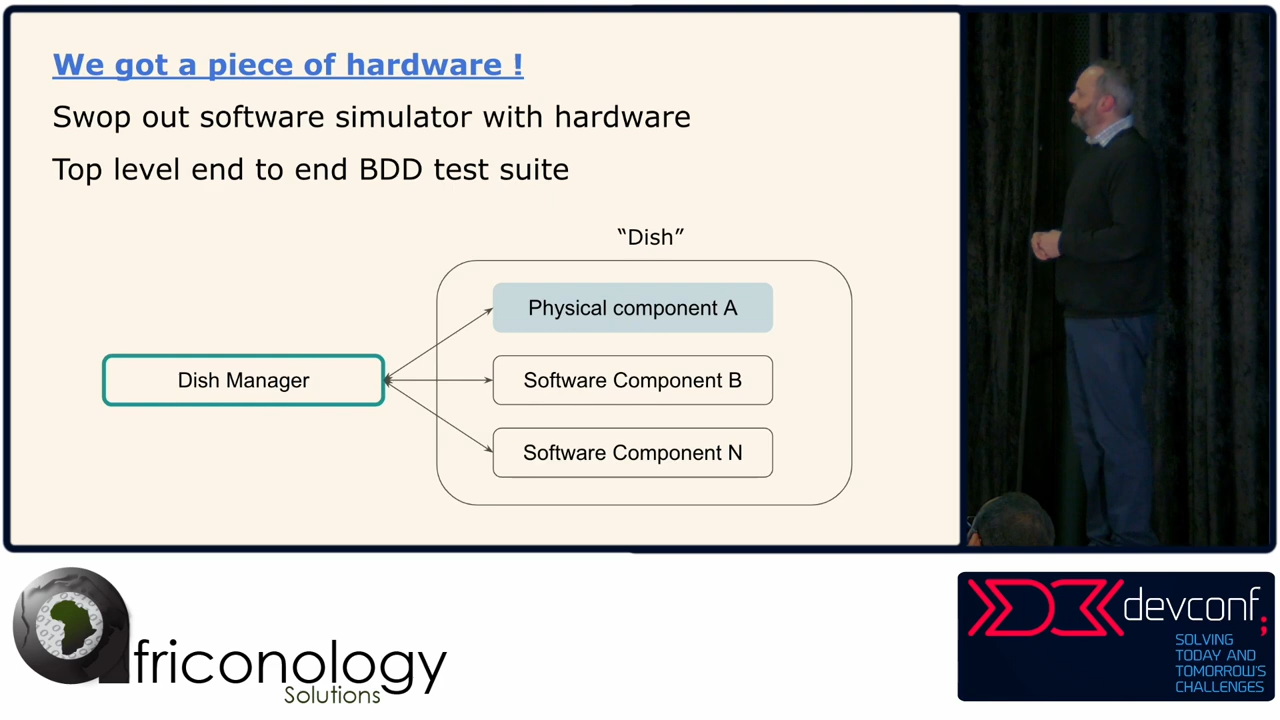 We got a piece of hardware !
Swop out software simulator with hardware
Top level end to end BDD test suite
“Dish”
Physical component A
Dish Manager
Software Component B
Software Component N
africonology
Solutions
devconf;
SOLVING
TODAY AND
TOMORROW'S
CHALLENGES